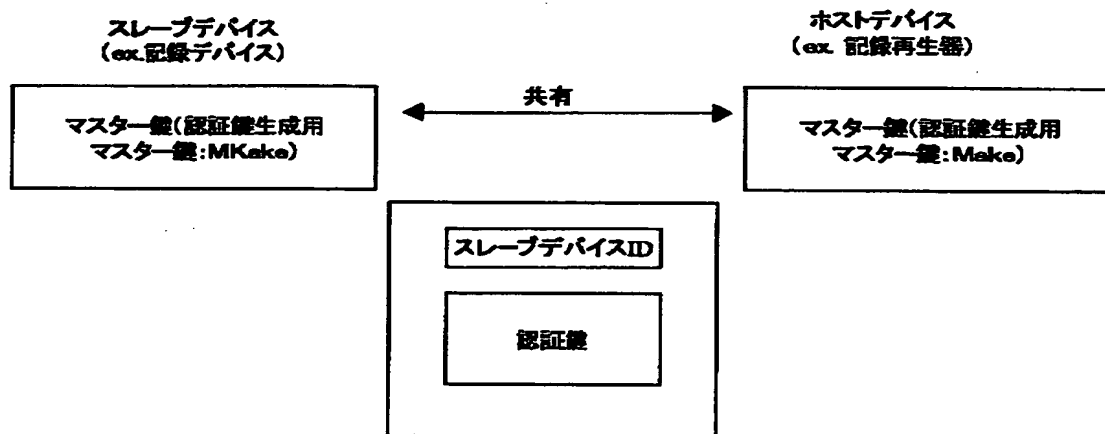 スレーブデバイス
(ex.記録デバイス)
ホストデバイス
(ex. 記録再生器)
共有
マスター鍵(認証鍵生成用
マスター鍵:MKake)
マスター鍵(認証鍵生成用
マスター鍵:Make)
スレーブデバイスID
認証鍵